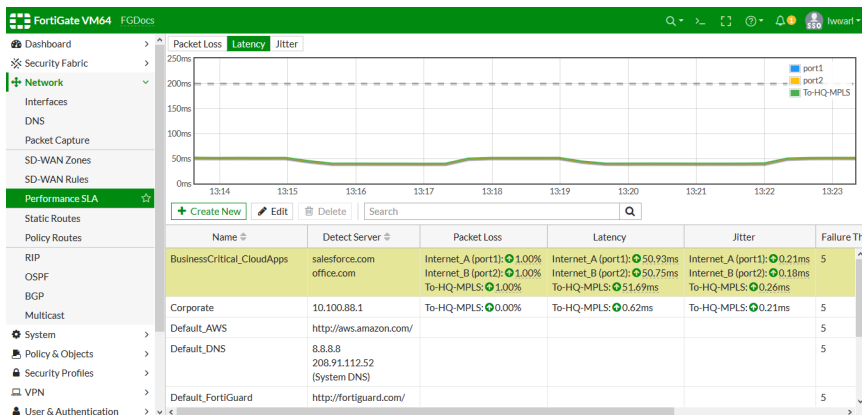 FortiGate VM64 FGDocs
SSO lwwarl
Dashboard
Security Fabric
Network
Interfaces
DNS
Packet Capture
SD-WAN Zones
SD-WAN Rules
Performance SLA
Static Routes
Policy Routes
RIP
OSPF
BGP
Multicast
System
Policy & Objects
Security Profiles
VPN
User & Authentication
Packet Loss Latency Jitter
250ms
200ms
150ms
100ms
50ms
0ms
port1
port2
To-HQ-MPLS
13:14 13:15 13:16 13:17 13:18 13:19 13:20 13:21 13:22 13:23
+ Create New Edit Delete Search
Name Detect Server Packet Loss Latency Jitter Failure Th
BusinessCritical_CloudApps salesforce.com Internet_A (port1): 1.00% Internet_A (port1): 50.93ms Internet_A (port1): 0.21ms 5
office.com Internet_B (port2): 1.00% Internet_B (port2): 50.75ms Internet_B (port2): 0.18ms
To-HQ-MPLS: 1.00% To-HQ-MPLS: 51.69ms To-HQ-MPLS: 0.26ms
Corporate 10.100.88.1 To-HQ-MPLS: 0.00% To-HQ-MPLS: 0.62ms To-HQ-MPLS: 0.21ms 5
Default_AWS http://aws.amazon.com/ 5
Default_DNS 8.8.8.8 5
208.91.112.52
(System DNS)
Default_FortiGuard http://fortiguard.com/ 5